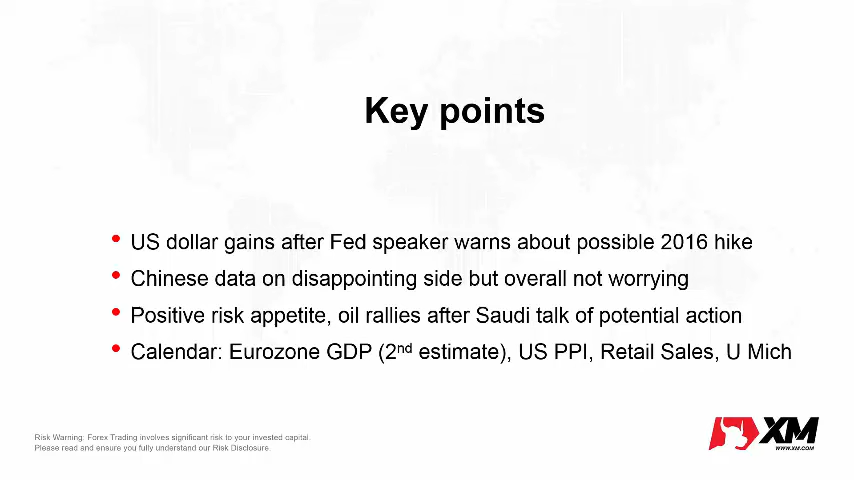 Key points
• US dollar gains after Fed speaker warns about possible 2016 hike
• Chinese data on disappointing side but overall not worrying
• Positive risk appetite, oil rallies after Saudi talk of potential action
• Calendar: Eurozone GDP (2nd estimate), US PPI, Retail Sales, U Mich
Risk Warning: Forex Trading involves significant risk to your invested capital.
Please read and ensure you fully understand our Risk Disclosure.
XM
WWW.XM.COM